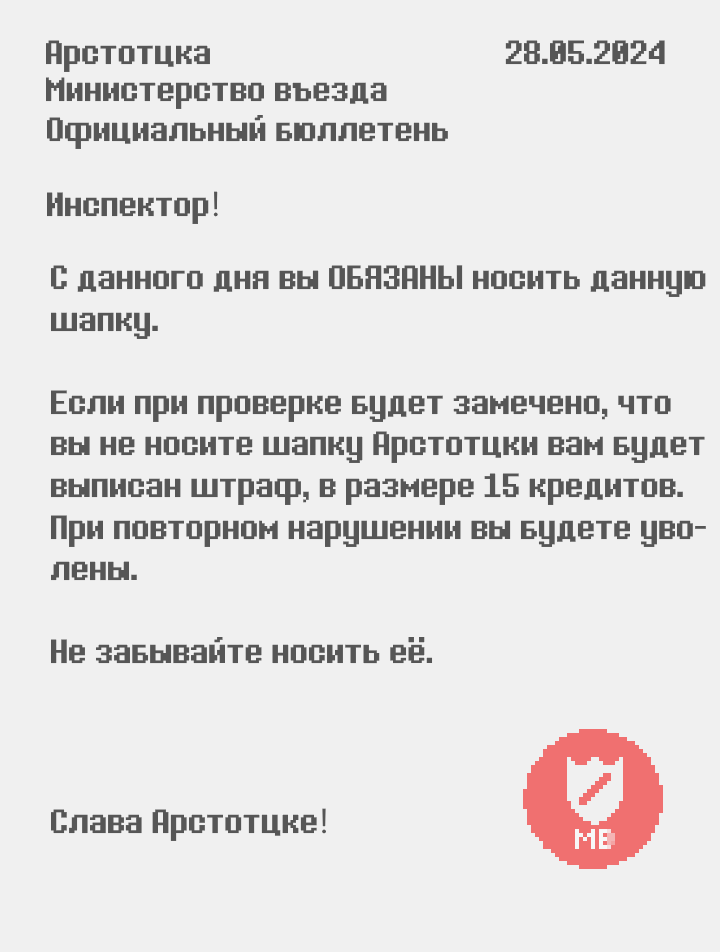 Арстотцка 28.05.2024
Министерство въезда
Официальный бюллетень
Инспектор!
С данного дня вы ОБЯЗАНЫ носить данную
шапку.
Если при проверке будет замечено, что
вы не носите шапку Арстотцки вам будет
выписан штраф, в размере 15 кредитов.
При повторном нарушении вы будете уво-
лены.
Не забывайте носить её.
Слава Арстотцке!
МВ